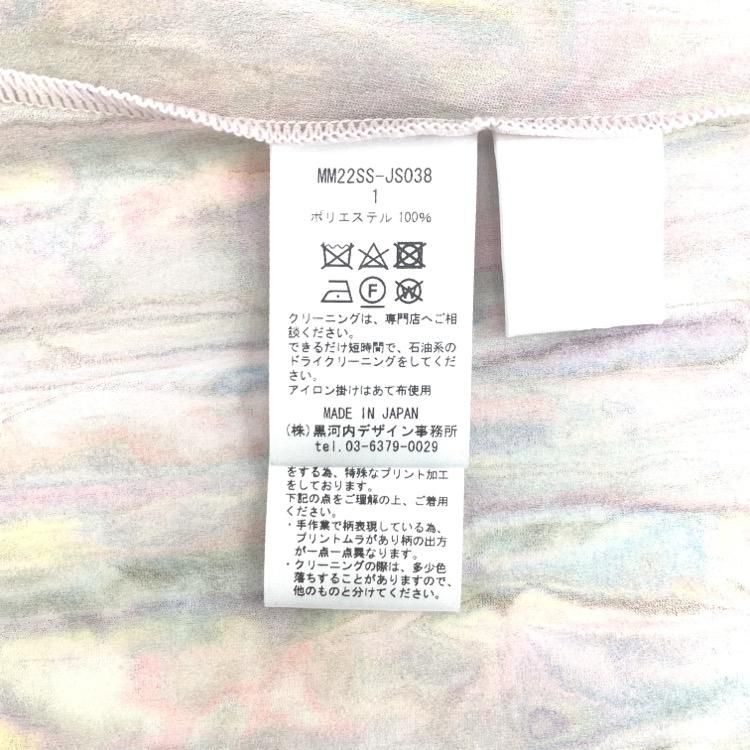 MM22SS-JS038
1
ポリエステル 100%
F
W
クリーニングは、専門店へご相
談ください。
できるだけ短時間で、石油系の
ドライクリーニングをしてくだ
さい。
アイロン掛けはあて布使用
MADE IN JAPAN
(株)黒河内デザイン事務所
tel.03-6379-0029
をする為、特殊なプリント加工
をしております。
下記の点をご理解の上、ご着用
ください。
・手作業で柄表現している為、
プリントムラがあり柄の出方
が一点一点異なります。
・クリーニングの際は、多少色
落ちすることがありますので、
他のものと分けてください。